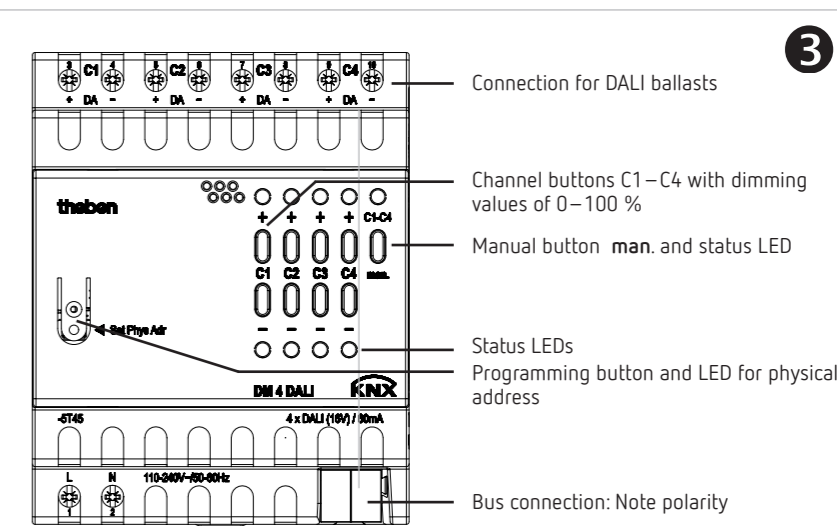 ❸
3 C1 4 5 C2 6 7 C3 8 9 C4 10
+ DA - + DA - + DA - + DA -
Connection for DALI ballasts
theben
+ + + + C1-C4
Channel buttons C1–C4 with dimming
values of 0–100 %
C1 C2 C3 C4 man.
Manual button man. and status LED
Set Phys Adr
- - - -
Status LEDs
Programming button and LED for physical
address
DM 4 DALI KNX
-5T45 4 x DALI (16V) / 60mA
L N 110-240V~/50-60Hz
1 2
Bus connection: Note polarity